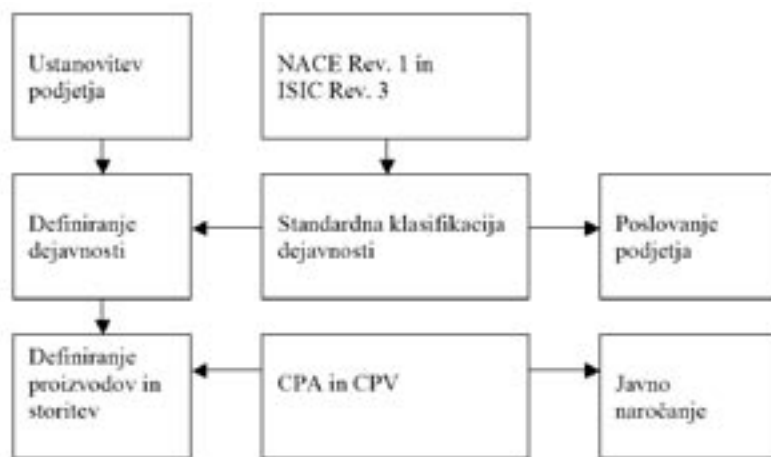 Ustanovitev
podjetja
NACE Rev. 1 in
ISIC Rev. 3
Definiranje
dejavnosti
Standardna klasifikacija
dejavnosti
Poslovanje
podjetja
Definiranje
proizvodov in
storitev
CPA in CPV
Javno
naročanje